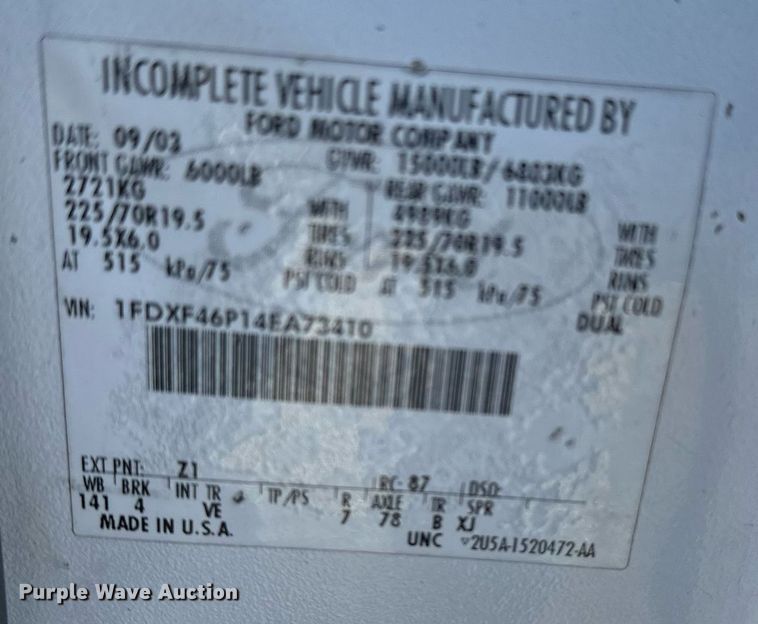 INCOMPLETE VEHICLE MANUFACTURED BY
FORD MOTOR COMPANY
DATE: 09/03 GVWR: 15000LB/6803KG
FRONT GAWR: 6000LB REAR GAWR: 11000LB
2721KG WITH 4989KG WITH
225/70R19.5 TIRES 225/70R19.5 TIRES
19.5X6.0 RIMS 19.5X6.0 RIMS
AT 515 kPa/75 PSI COLD AT 515 kPa/75 PSI COLD
DUAL
VIN: 1FDXF46P14EA73410
EXT PNT: Z1 RC: 87 DSO:
WB BRK INT TR TP/PS R AXLE TR SPR
141 4 VE 7 78 B XJ
MADE IN U.S.A. UNC 2U5A-1520472-AA
Purple Wave Auction